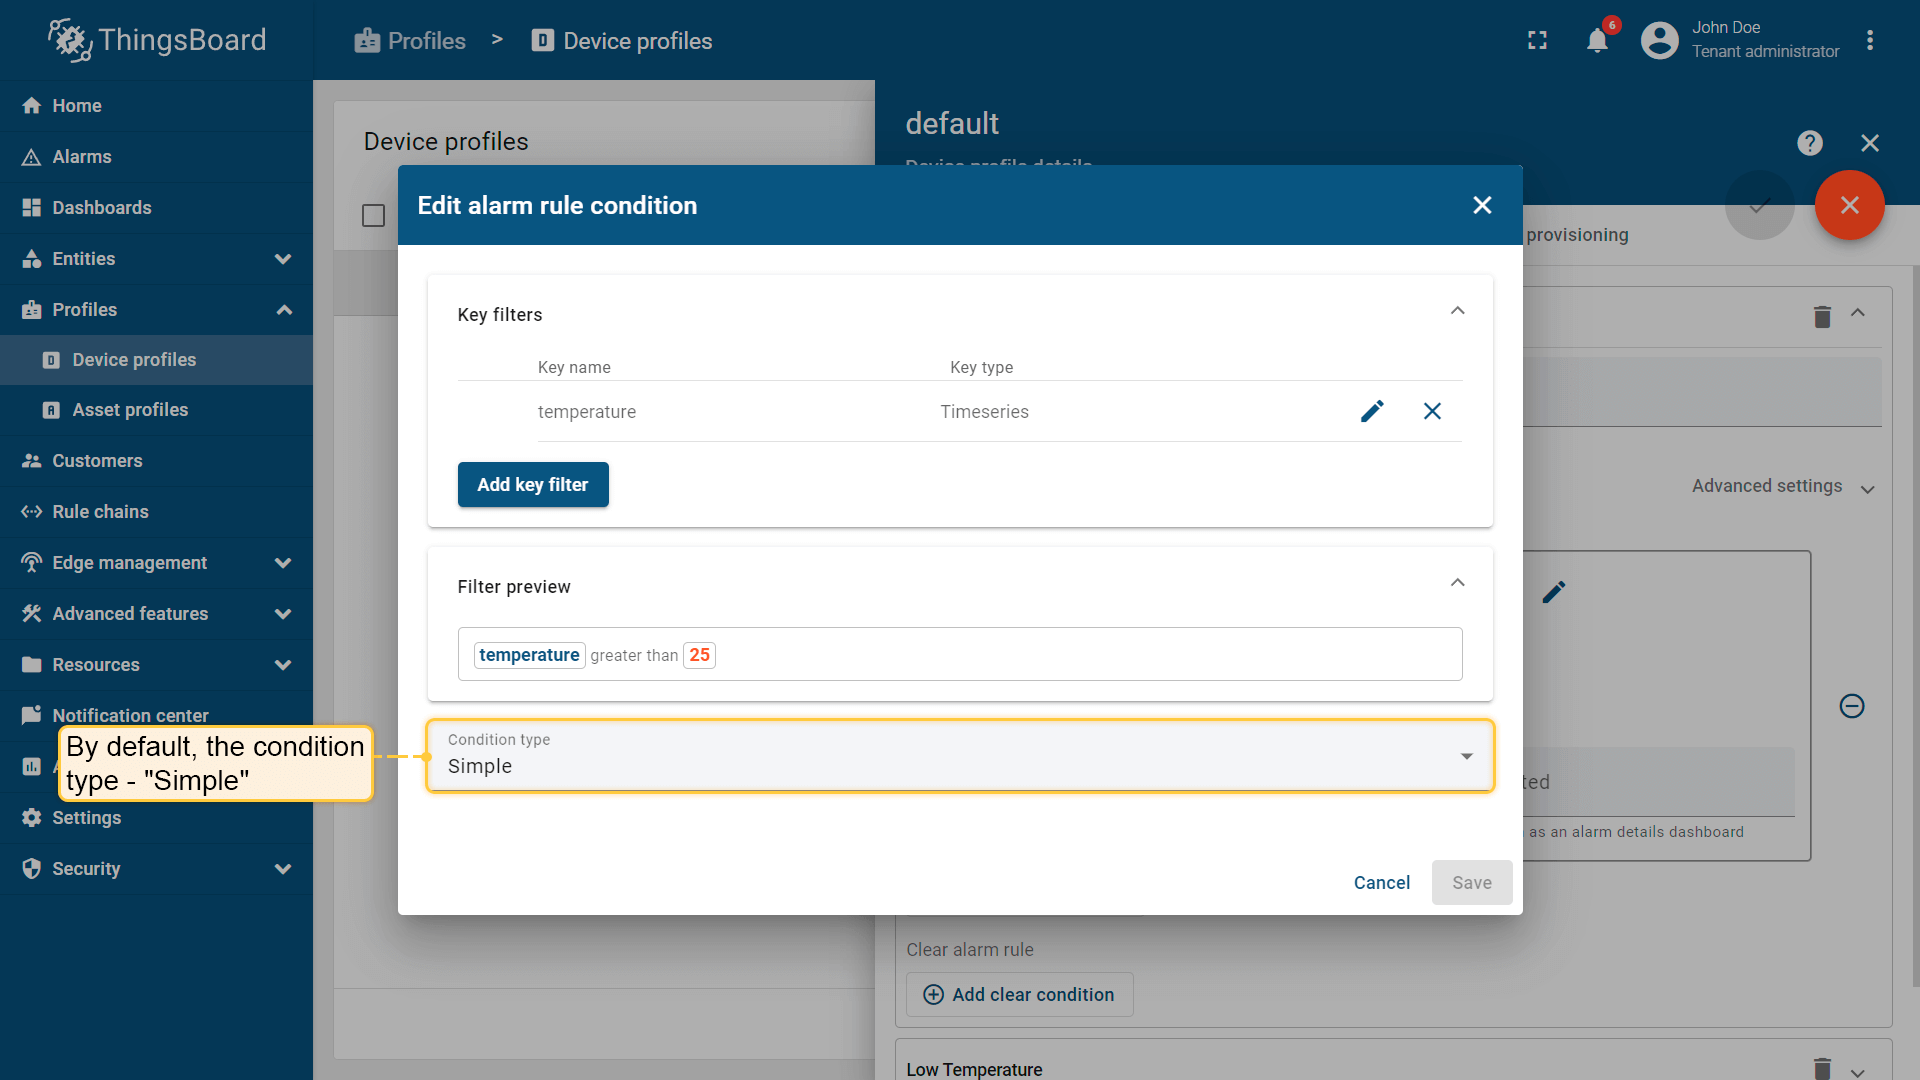 ThingsBoard
Profiles > Device profiles
6
John Doe
Tenant administrator
Home
Alarms
Dashboards
Entities
Profiles
Device profiles
Asset profiles
Customers
Rule chains
Edge management
Advanced features
Resources
Notification center
Settings
Security
Device profiles
default
Device profile details
provisioning
Advanced settings
Edit alarm rule condition
Key filters
Key name Key type
temperature Timeseries
Add key filter
Filter preview
temperature greater than 25
Condition type
Simple
By default, the condition
type - "Simple"
Cancel Save
as an alarm details dashboard
Clear alarm rule
Add clear condition
Low Temperature